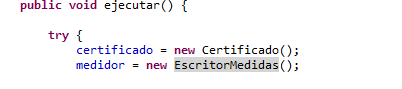 public void ejecutar() {
try {
certificado = new Certificado();
medidor = new EscritorMedidas();